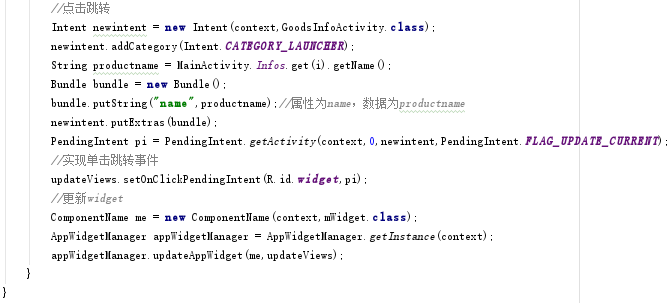 //点击跳转
Intent newintent = new Intent(context,GoodsInfoActivity.class);
newintent.addCategory(Intent.CATEGORY_LAUNCHER);
String productname = MainActivity.Infos.get(i).getName();
Bundle bundle = new Bundle();
bundle.putString("name",productname);//属性为name，数据为productname
newintent.putExtras(bundle);
PendingIntent pi = PendingIntent.getActivity(context,0,newintent,PendingIntent.FLAG_UPDATE_CURRENT);
//实现单击跳转事件
updateViews.setOnClickPendingIntent(R.id.widget,pi);
//更新widget
ComponentName me = new ComponentName(context,mWidget.class);
AppWidgetManager appWidgetManager = AppWidgetManager.getInstance(context);
appWidgetManager.updateAppWidget(me,updateViews);
}
}